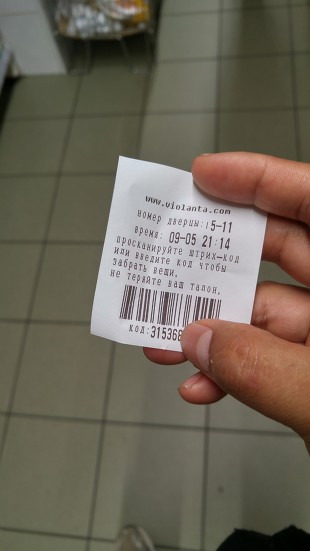 www.violanta.com
номер дверцы: 5-11
время: 09-05 21:14
просканируйте штрих-код
или введите код чтобы
забрать вещи.
не теряйте ваш талон.
код: